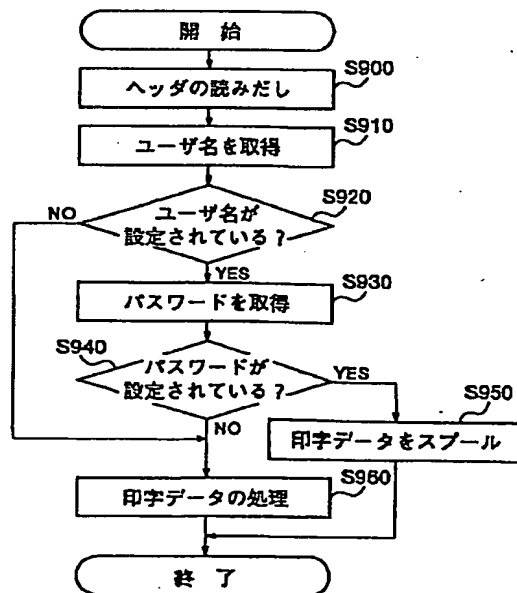 開 始
S900
ヘッダの読みだし
S910
ユーザ名を取得
S920
NO
ユーザ名が
設定されている？
YES
S930
パスワードを取得
S940
パスワードが
設定されている？
YES
S950
NO
印字データをスプール
S960
印字データの処理
終 了